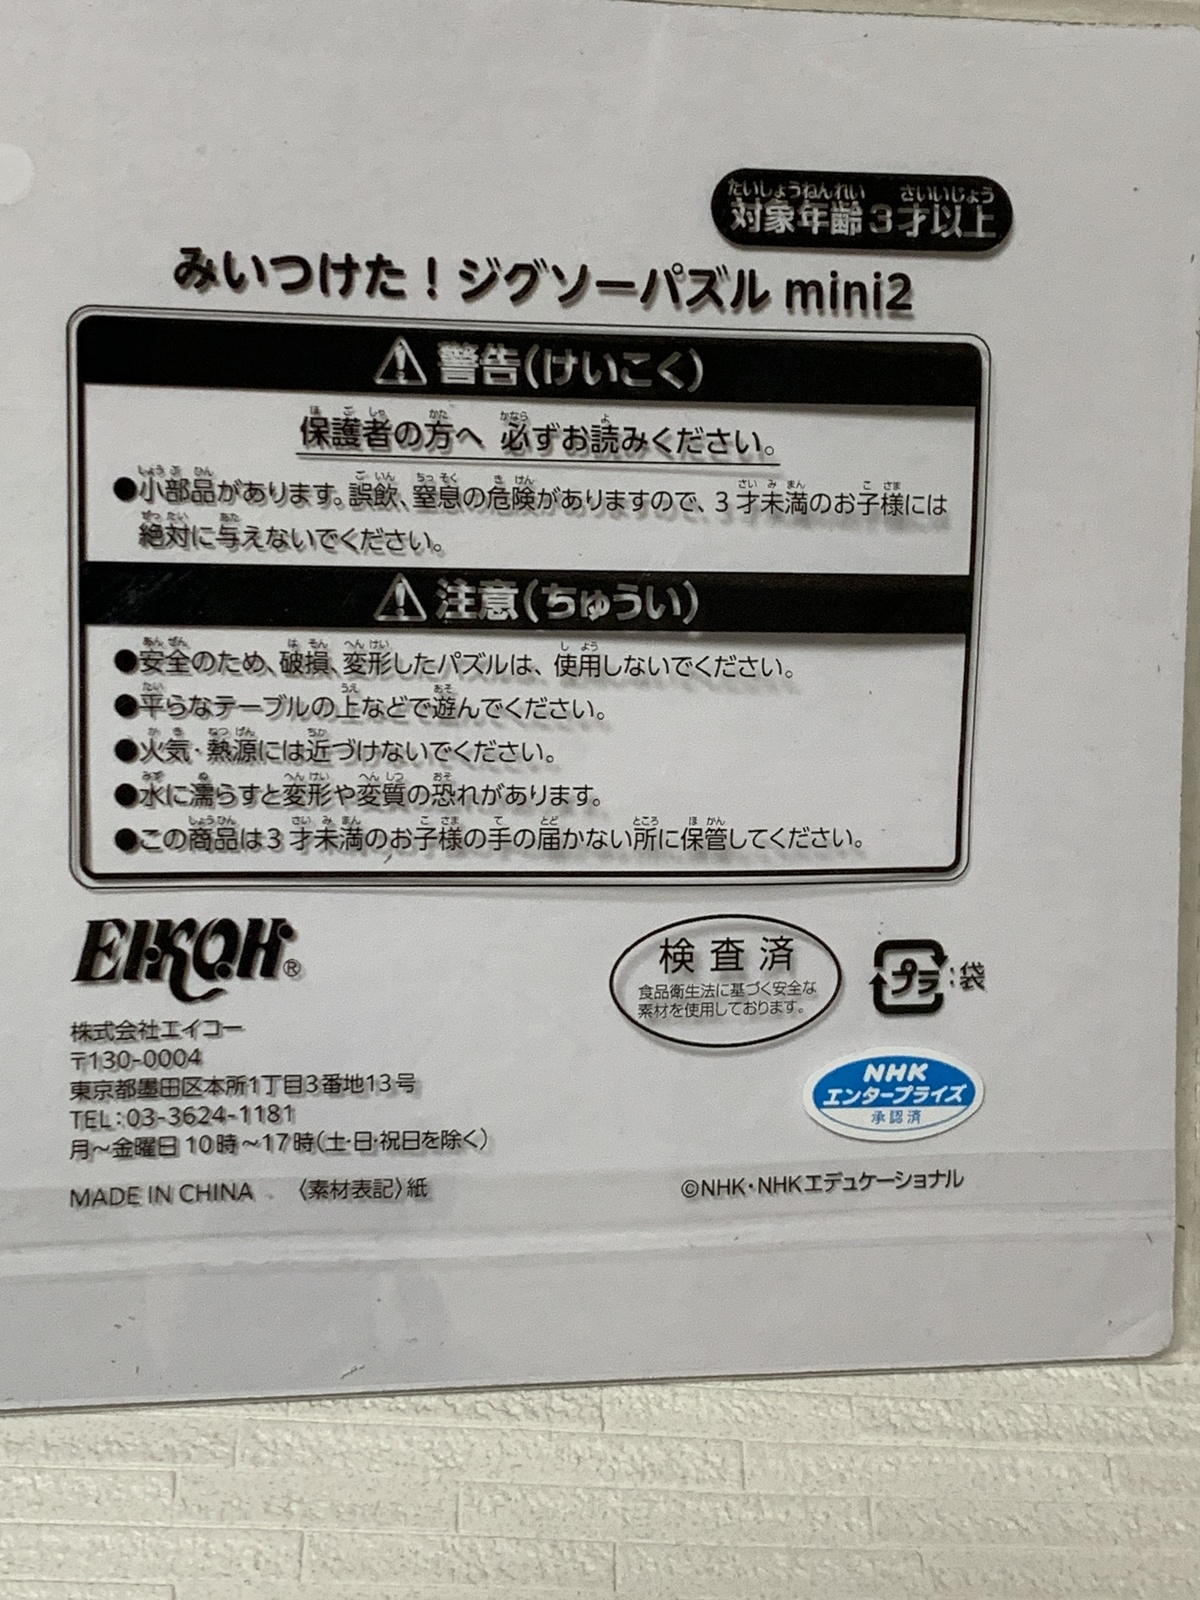 対象年齢3才以上
みいつけた！ジグソーパズル mini2
警告(けいこく)
保護者の方へ 必ずお読みください。
●小部品があります。誤飲、窒息の危険がありますので、3才未満のお子様には
絶対に与えないでください。
注意(ちゅうい)
●安全のため、破損、変形したパズルは、使用しないでください。
●平らなテーブルの上などで遊んでください。
●火気・熱源には近づけないでください。
●水に濡らすと変形や変質の恐れがあります。
●この商品は3才未満のお子様の手の届かない所に保管してください。
EIKOH®
株式会社エイコー
〒130-0004
東京都墨田区本所1丁目3番地13号
TEL：03-3624-1181
月〜金曜日10時〜17時(土・日・祝日を除く)
MADE IN CHINA 〈素材表記〉紙
検査済
食品衛生法に基づく安全な
素材を使用しております。
プラ：袋
NHK
エンタープライズ
承認済
©NHK・NHKエデュケーショナル